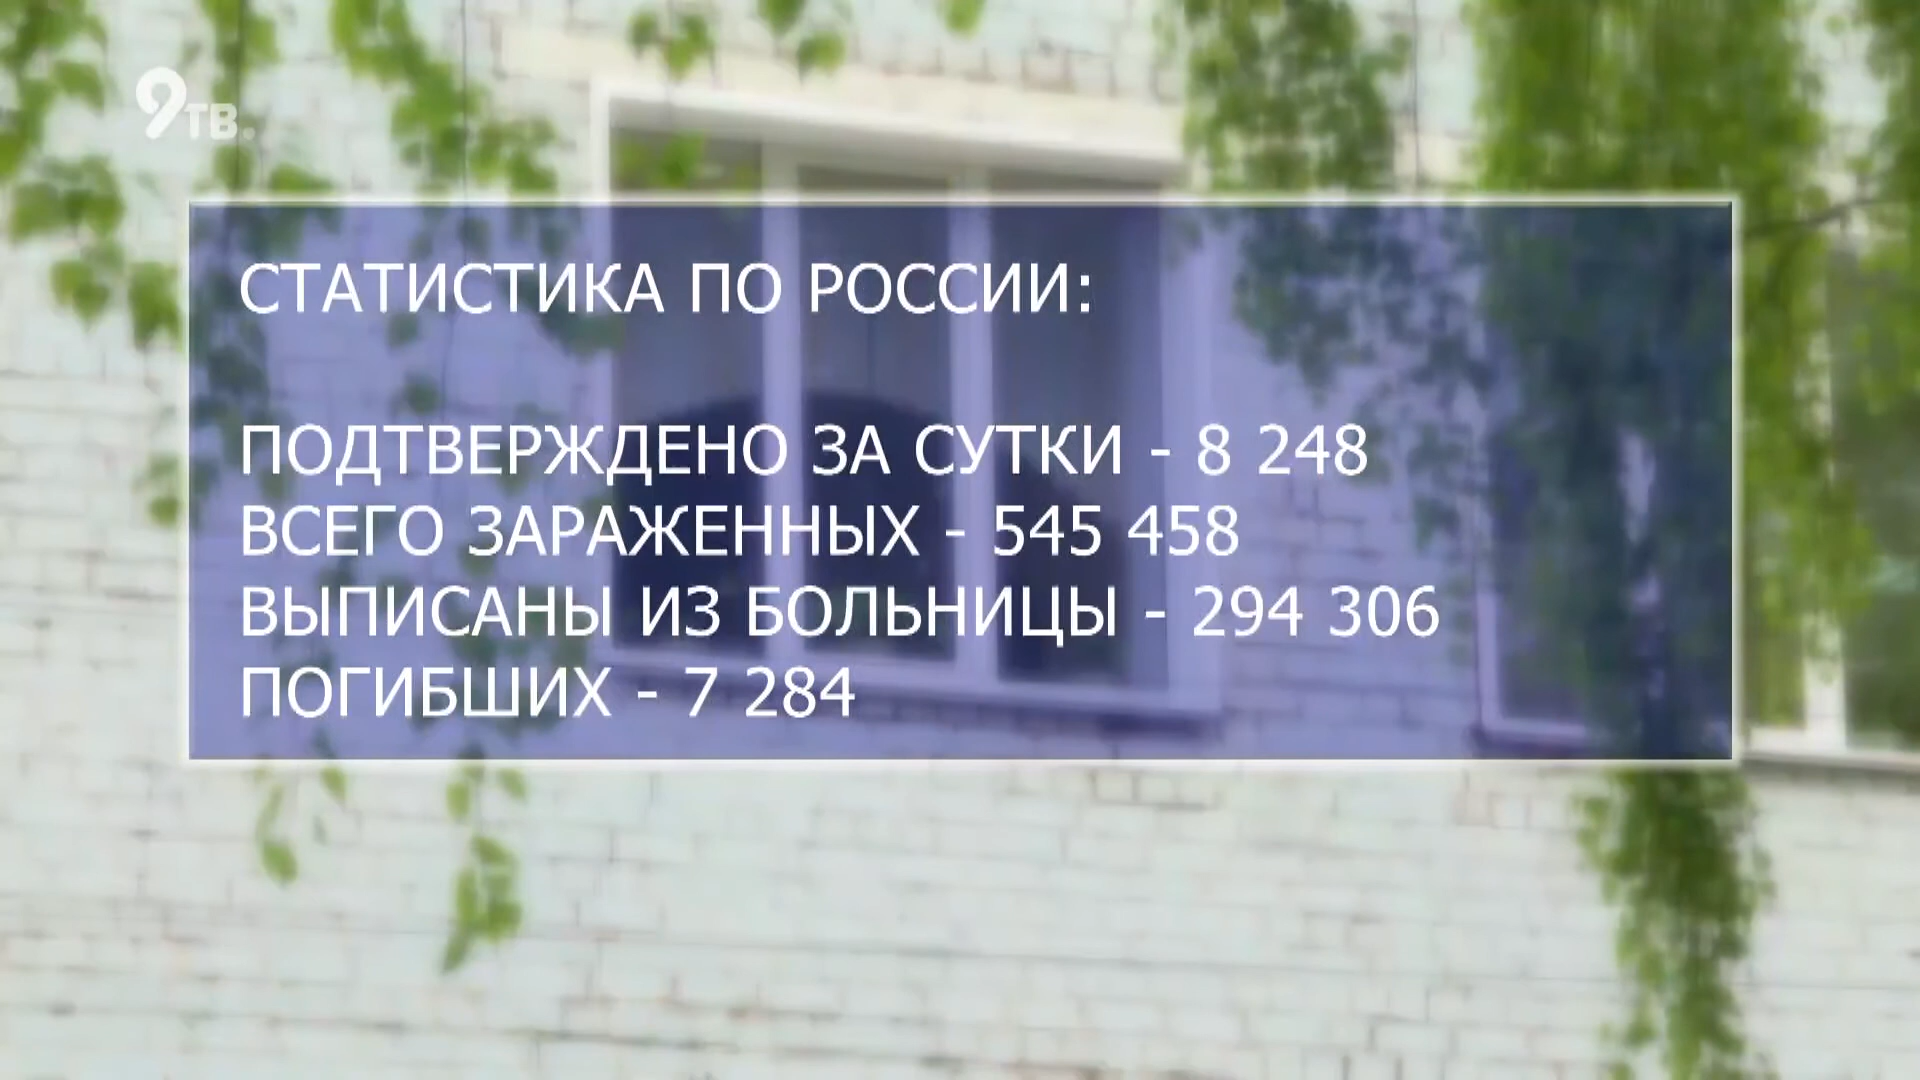 9ТВ.
СТАТИСТИКА ПО РОССИИ:
ПОДТВЕРЖДЕНО ЗА СУТКИ - 8 248
ВСЕГО ЗАРАЖЕННЫХ - 545 458
ВЫПИСАНЫ ИЗ БОЛЬНИЦЫ - 294 306
ПОГИБШИХ - 7 284